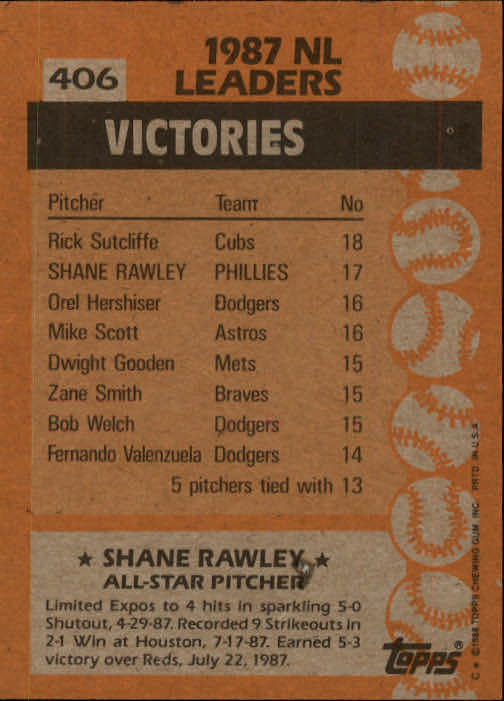 406
1987 NL
LEADERS
VICTORIES
Pitcher Team No
Rick Sutcliffe Cubs 18
SHANE RAWLEY PHILLIES 17
Orel Hershiser Dodgers 16
Mike Scott Astros 16
Dwight Gooden Mets 15
Zane Smith Braves 15
Bob Welch Dodgers 15
Fernando Valenzuela Dodgers 14
5 pitchers tied with 13
★ SHANE RAWLEY ★
ALL-STAR PITCHER
Limited Expos to 4 hits in sparkling 5-0
Shutout, 4-29-87. Recorded 9 Strikeouts in
2-1 Win at Houston, 7-17-87. Earned 5-3
victory over Reds, July 22, 1987.
topps®
C * ©1988 TOPPS CHEWING GUM, INC. PRTD. IN U.S.A.